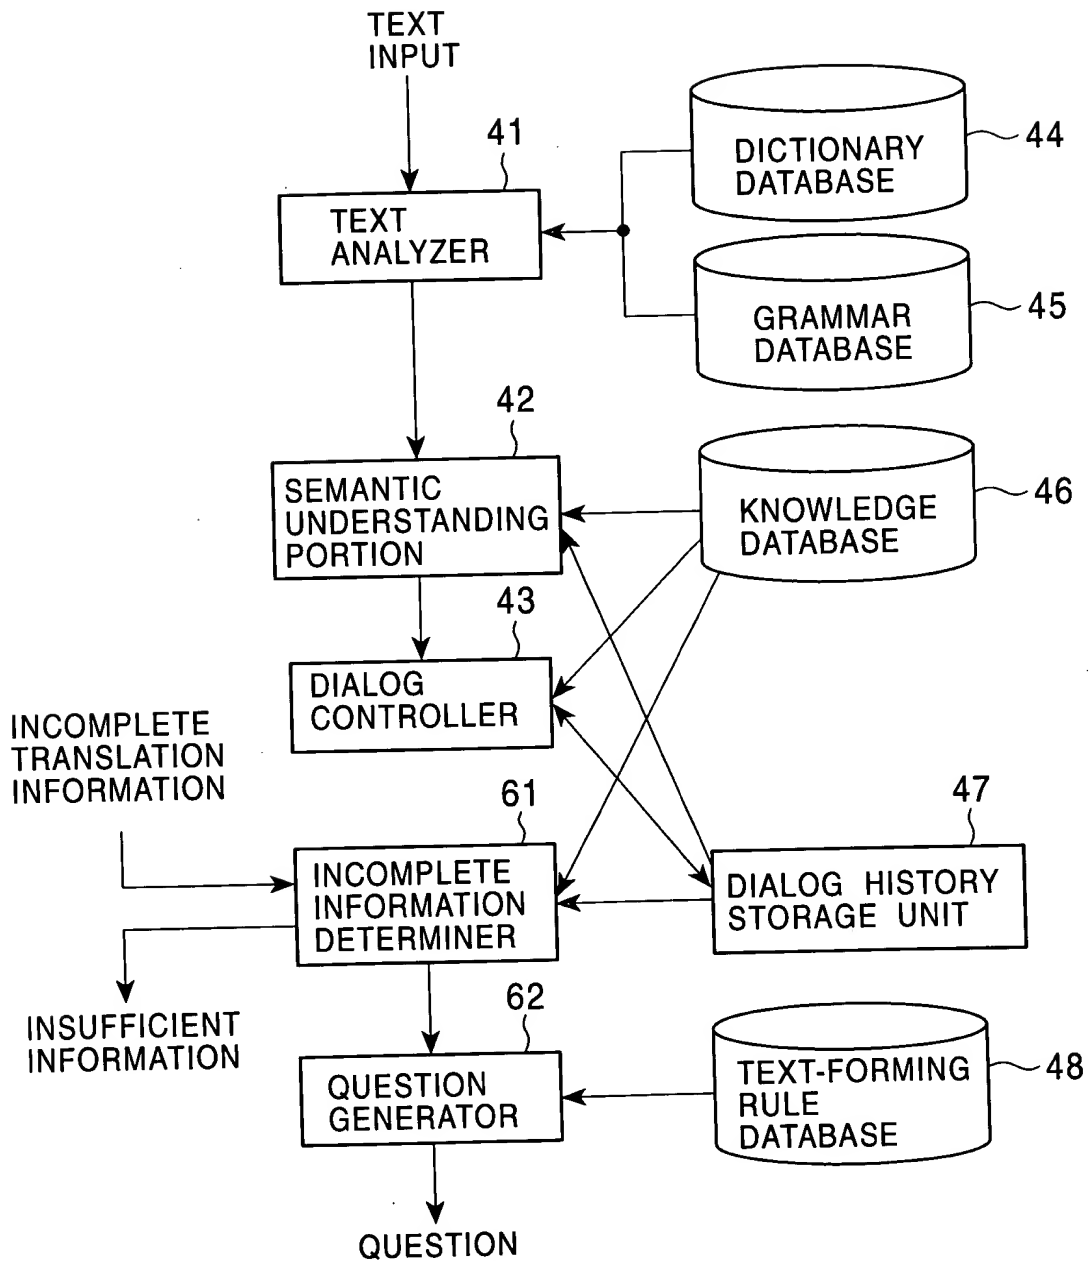 TEXT
INPUT
41
TEXT
ANALYZER
DICTIONARY
DATABASE
44
GRAMMAR
DATABASE
45
42
SEMANTIC
UNDERSTANDING
PORTION
KNOWLEDGE
DATABASE
46
43
DIALOG
CONTROLLER
INCOMPLETE
TRANSLATION
INFORMATION
61
INCOMPLETE
INFORMATION
DETERMINER
47
DIALOG HISTORY
STORAGE UNIT
INSUFFICIENT
INFORMATION
62
QUESTION
GENERATOR
TEXT-FORMING
RULE
DATABASE
48
QUESTION